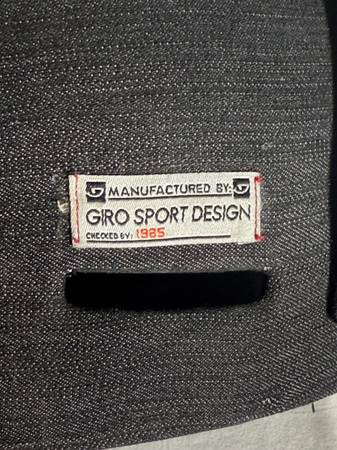 MANUFACTURED BY:
GIRO SPORT DESIGN
CHECKED BY: 1985